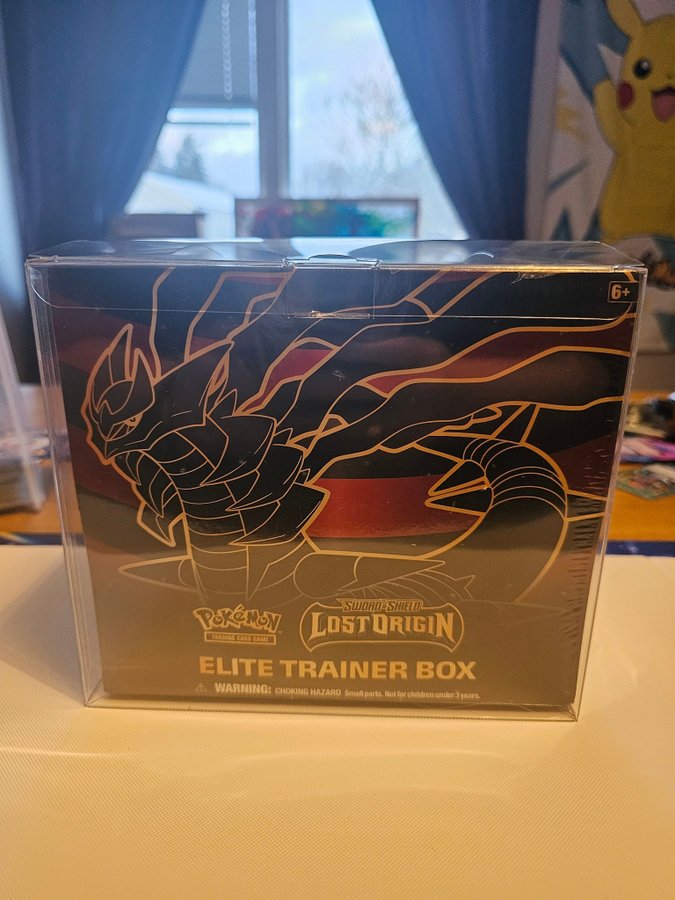 6+
POKéMON
TRADING CARD GAME
SWORD & SHIELD
LOST ORIGIN
ELITE TRAINER BOX
⚠ WARNING: CHOKING HAZARD Small parts. Not for children under 3 years.